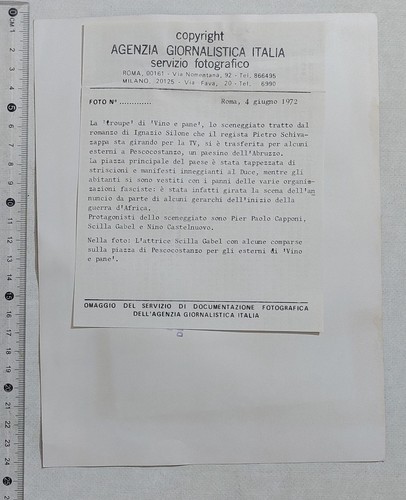 copyright
AGENZIA GIORNALISTICA ITALIA
servizio fotografico
ROMA, 00161 - Via Nomentana, 92 - Tel. 866495
MILANO, 20125 - Via Fava, 20 - Tel. 6990
FOTO N° ............
Roma, 4 giugno 1972
La 'troupe' di 'Vino e pane', lo sceneggiato tratto dal
romanzo di Ignazio Silone che il regista Pietro Schiva-
zappa sta girando per la TV, si è trasferita per alcuni
esterni a Pescocostanzo, un paesino dell'Abruzzo.
La piazza principale del paese è stata tappezzata di
striscioni e manifesti inneggianti al Duce, mentre gli
abitanti si sono vestiti con i panni delle varie organiz-
zazioni fasciste: è stata infatti girata la scena dell'an
nuncio da parte di alcuni gerarchi dell'inizio della
guerra d'Africa.
Protagonisti dello sceneggiato sono Pier Paolo Capponi,
Scilla Gabel e Nino Castelnuovo.
Nella foto: L'attrice Scilla Gabel con alcune comparse
sulla piazza di Pescocostanzo per gli esterni di 'Vino
e pane'.
OMAGGIO DEL SERVIZIO DI DOCUMENTAZIONE FOTOGRAFICA
DELL'AGENZIA GIORNALISTICA ITALIA